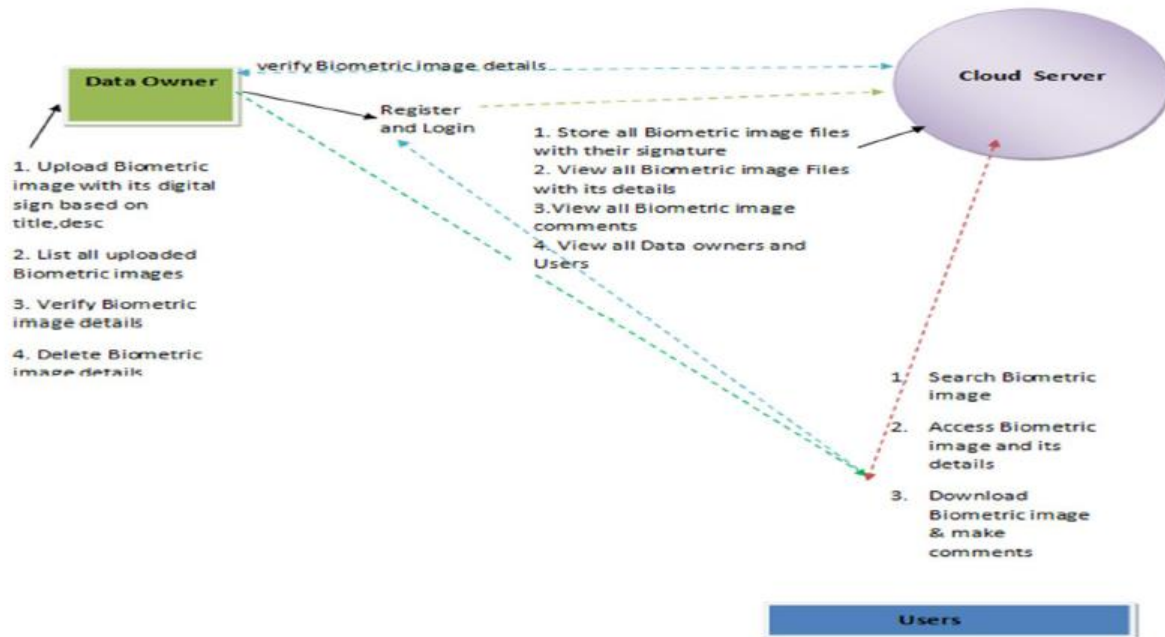 verify Biometric image details
Data Owner
Cloud Server
Register
and Login
1. Upload Biometric
image with its digital
sign based on
title,desc
2. List all uploaded
Biometric images
3. Verify Biometric
image details
4. Delete Biometric
image details
1. Store all Biometric image files
with their signature
2. View all Biometric image Files
with its details
3.View all Biometric image
comments
4. View all Data owners and
Users
1. Search Biometric
image
2. Access Biometric
image and its
details
3. Download
Biometric image
& make
comments
Users